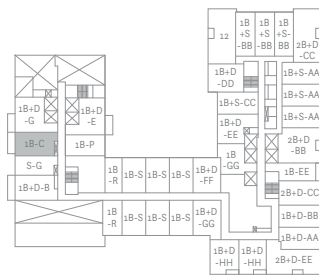 12
1B
+S
-BB
1B
+S-
BB
1B
+S-
BB
2B+D
-CC
1B+D
-DD
1B+S-AA
1B+S-AA
1B+S-CC
1B+S-AA
1B+D
-EE
2B+D
-BB
1B
-GG
1B-EE
2B+D-CC
1B+D-BB
1B+D-AA
2B+D-EE
1B+D
-HH
1B+D
-HH
1B+D
-G
1B+D
-E
1B-C
1B-P
S-G
1B+D-B
1B
-R
1B-S
1B-S
1B-S
1B+D
-FF
1B
-R
1B-S
1B-S
1B-S
1B+D
-GG